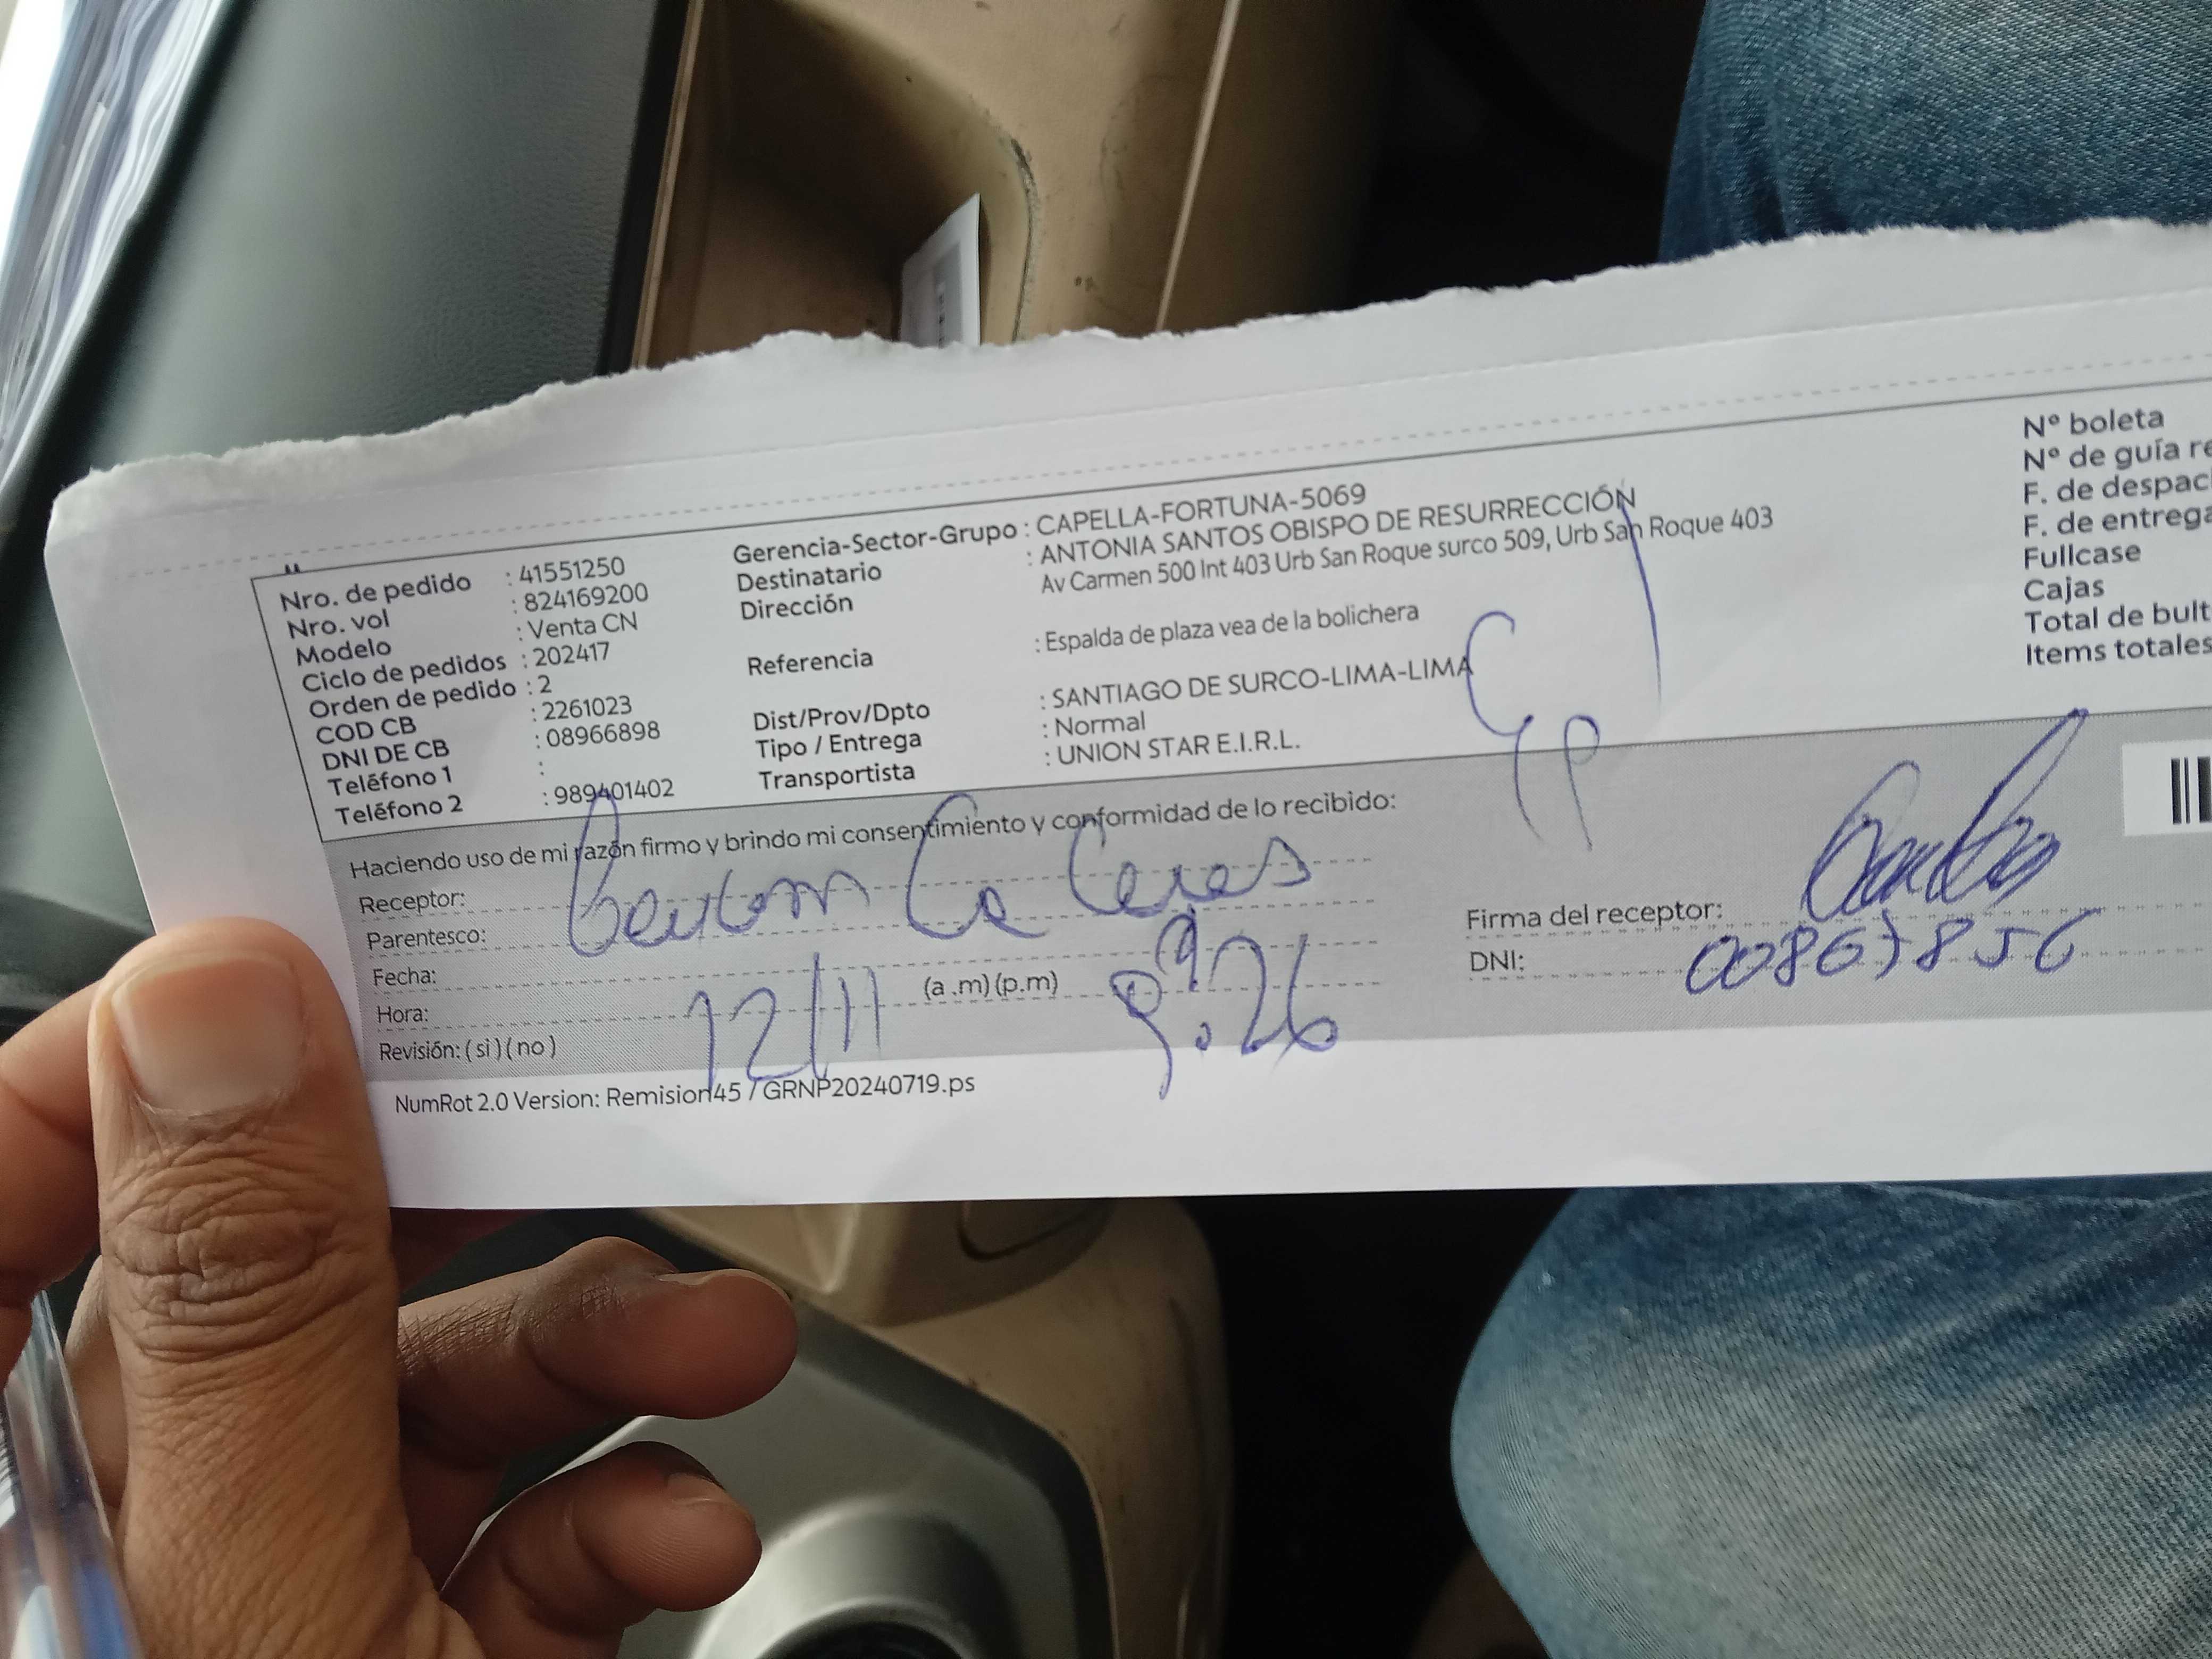 Nro. de pedido : 41551250
Nro. vol : 824169200
Modelo : Venta CN
Ciclo de pedidos : 202417
Orden de pedido : 2
COD CB : 2261023
DNI DE CB : 08966898
Teléfono 1 :
Teléfono 2 : 989401402
Gerencia-Sector-Grupo : CAPELLA-FORTUNA-5069
Destinatario : ANTONIA SANTOS OBISPO DE RESURRECCIÓN
Dirección Av Carmen 500 Int 403 Urb San Roque surco 509, Urb San Roque 403
Referencia : Espalda de plaza vea de la bolichera
Dist/Prov/Dpto : SANTIAGO DE SURCO-LIMA-LIMA
Tipo / Entrega : Normal
Transportista : UNION STAR E.I.R.L.
Nº boleta
Nº de guía re
F. de despac
F. de entrega
Fullcase
Cajas
Total de bult
Items totales
Haciendo uso de mi razón firmo y brindo mi consentimiento y conformidad de lo recibido:
Receptor:
Parentesco:
Fecha:
Hora: 12/11 (a.m)(p.m) 9:26
Revisión: (si)(no)
Firma del receptor:
DNI: 00867856
NumRot 2.0 Version: Remision45 / GRNP20240719.ps